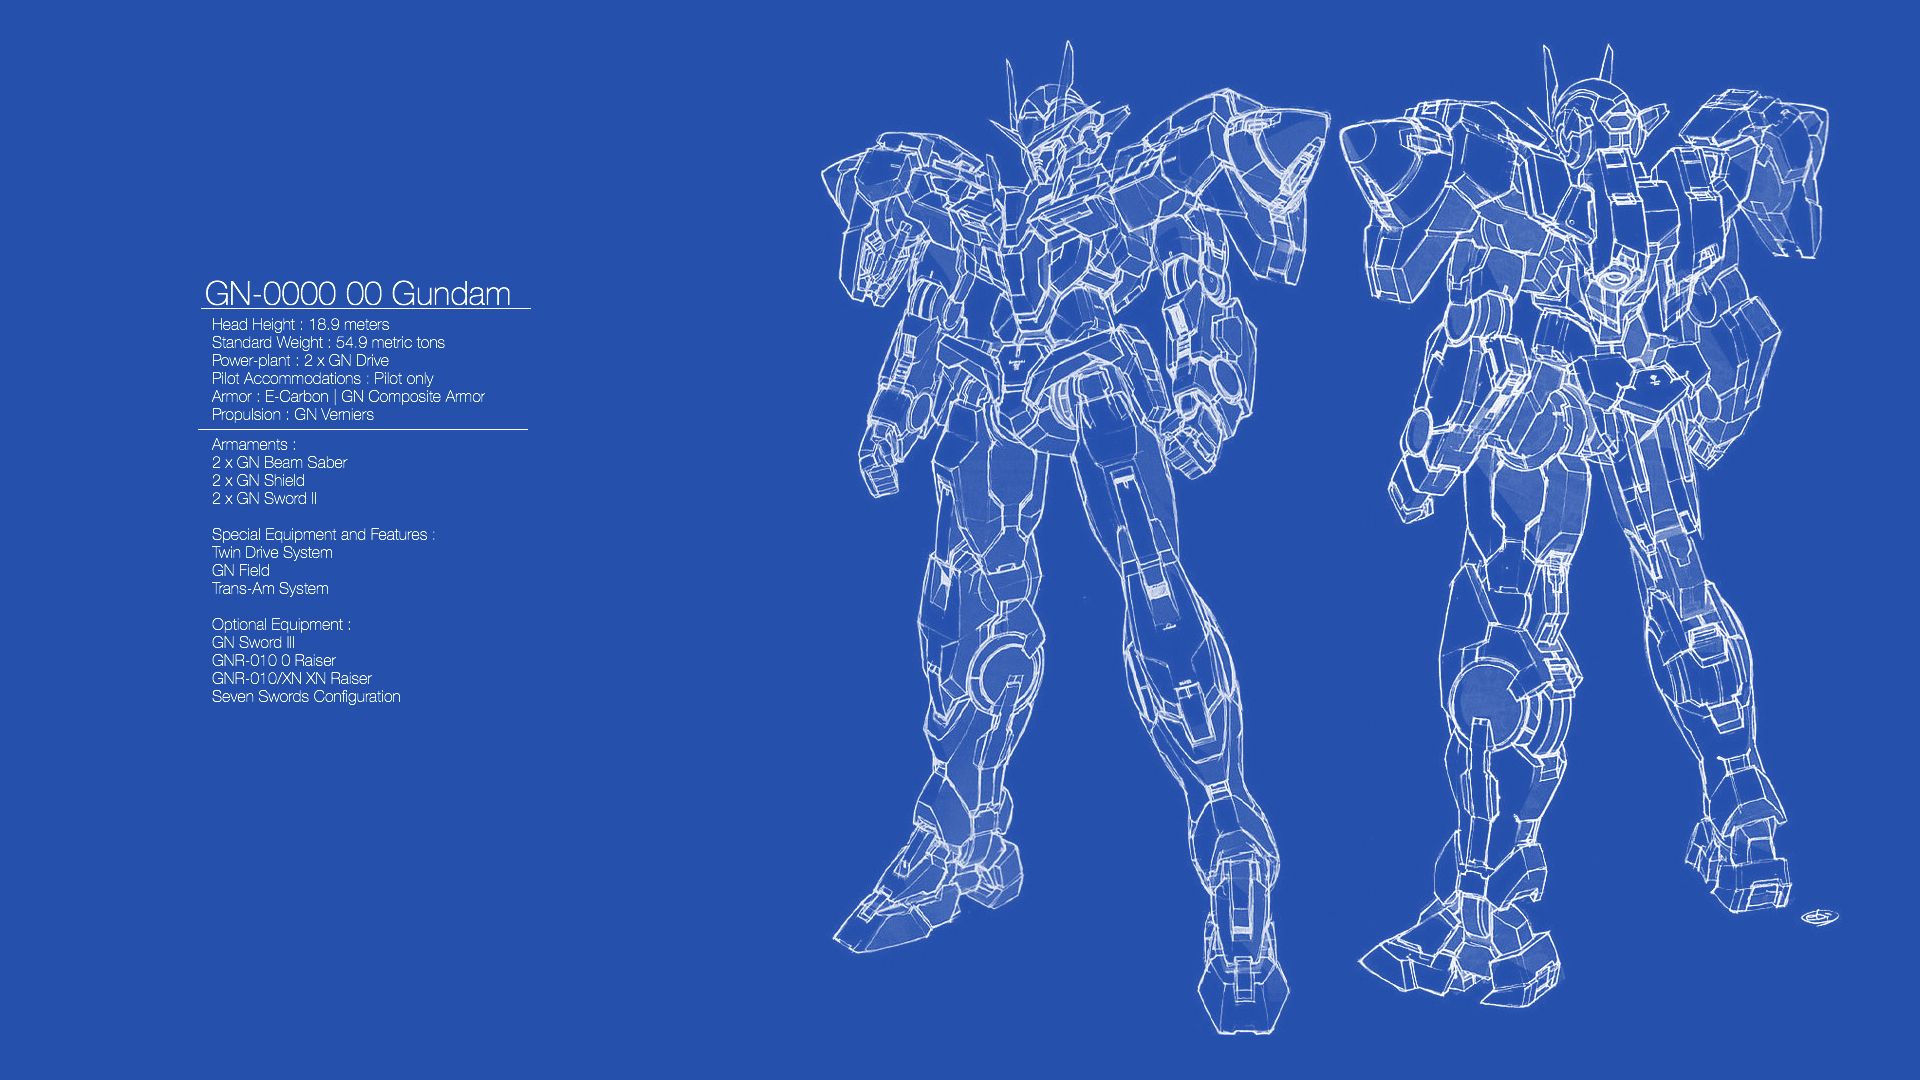 GN-0000 00 Gundam
Head Height : 18.9 meters
Standard Weight : 54.9 metric tons
Power-plant : 2 x GN Drive
Pilot Accommodations : Pilot only
Armor : E-Carbon | GN Composite Armor
Propulsion : GN Verniers
Armaments :
2 x GN Beam Saber
2 x GN Shield
2 x GN Sword II
Special Equipment and Features :
Twin Drive System
GN Field
Trans-Am System
Optional Equipment :
GN Sword III
GNR-010 0 Raiser
GNR-010/XN XN Raiser
Seven Swords Configuration